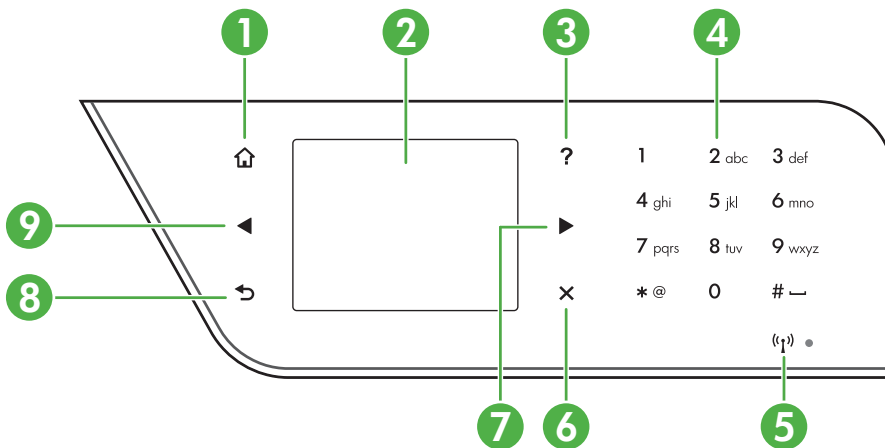 1 2 3 4
? 1 2 abc 3 def
9 4 ghi 5 jkl 6 mno
7 pqrs 8 tuv 9 wxyz
8 * @ 0 #
7 6 5